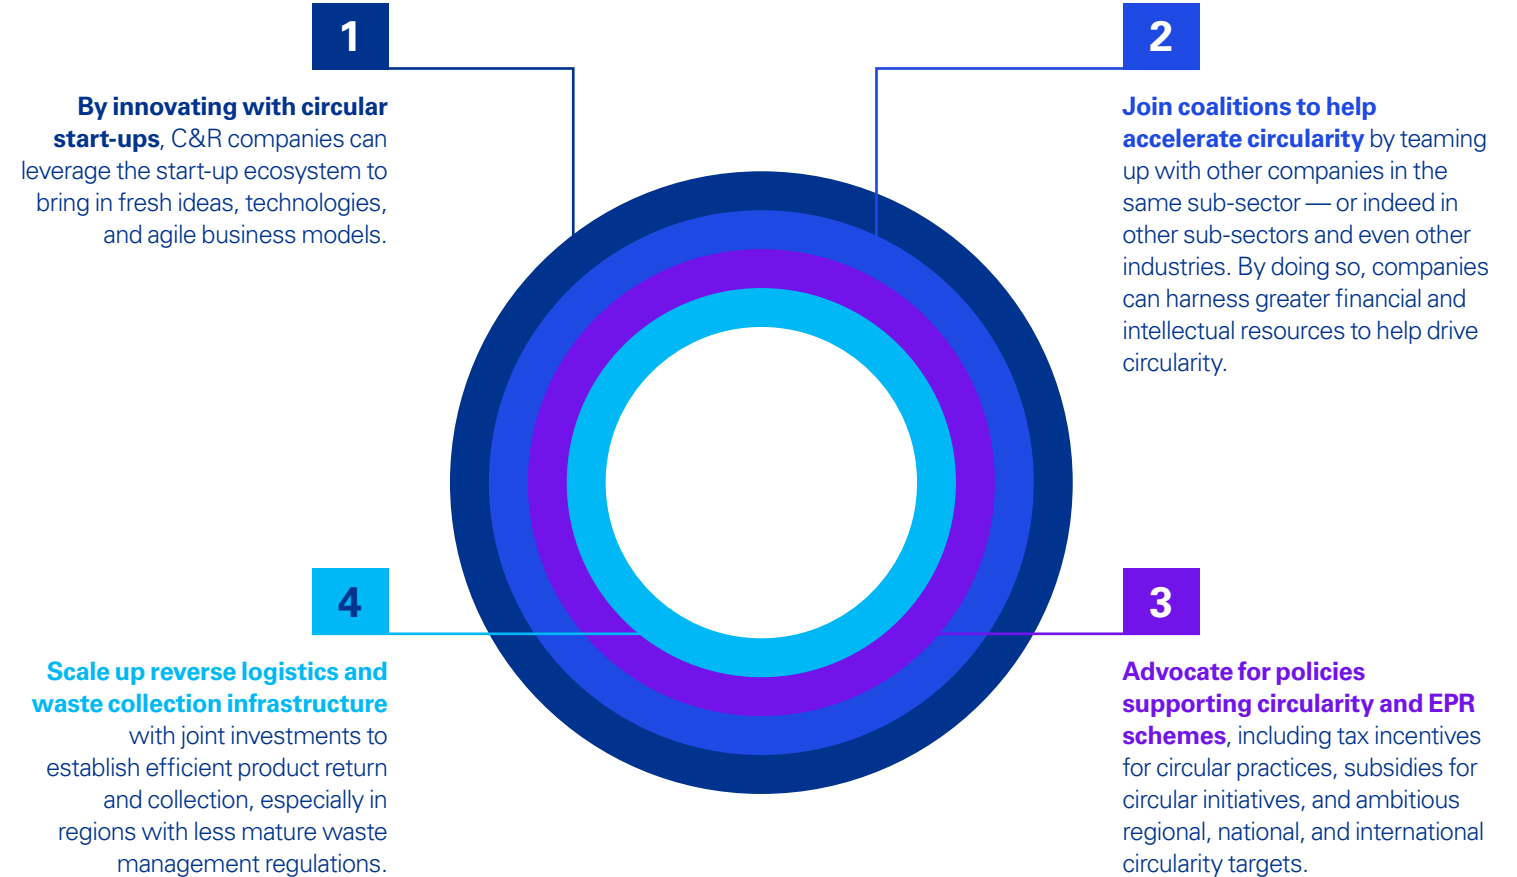 1
By innovating with circular
start-ups, C&R companies can
leverage the start-up ecosystem to
bring in fresh ideas, technologies,
and agile business models.
2
Join coalitions to help
accelerate circularity by teaming
up with other companies in the
same sub-sector — or indeed in
other sub-sectors and even other
industries. By doing so, companies
can harness greater financial and
intellectual resources to help drive
circularity.
3
Advocate for policies
supporting circularity and EPR
schemes, including tax incentives
for circular practices, subsidies for
circular initiatives, and ambitious
regional, national, and international
circularity targets.
4
Scale up reverse logistics and
waste collection infrastructure
with joint investments to
establish efficient product return
and collection, especially in
regions with less mature waste
management regulations.